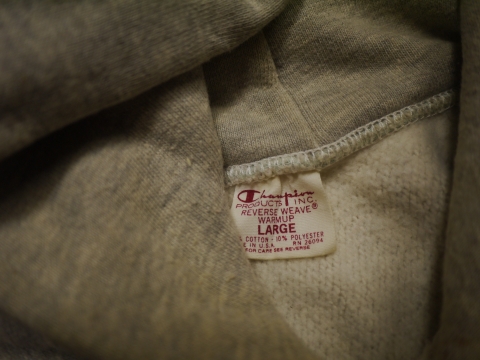 Champion
PRODUCTS INC.
REVERSE WEAVE®
WARMUP
LARGE
COTTON - 10% POLYESTER
E IN U.S.A. RN 26094
FOR CARE SEE REVERSE